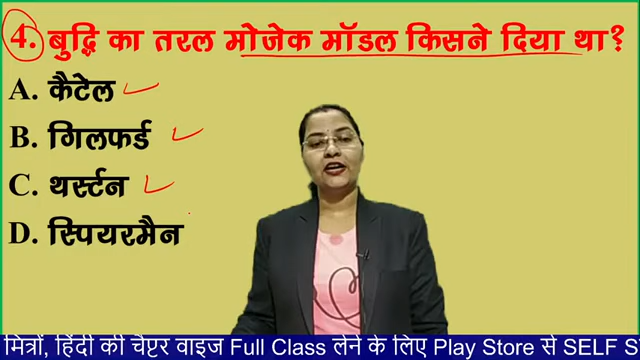 4. बुद्धि का तरल मोजेक मॉडल किसने दिया था?
A. कैटेल
B. गिलफर्ड
C. थर्स्टन
D. स्पियरमैन
मित्रों, हिंदी की चैप्टर वाइज Full Class लेने के लिए Play Store से SELF S